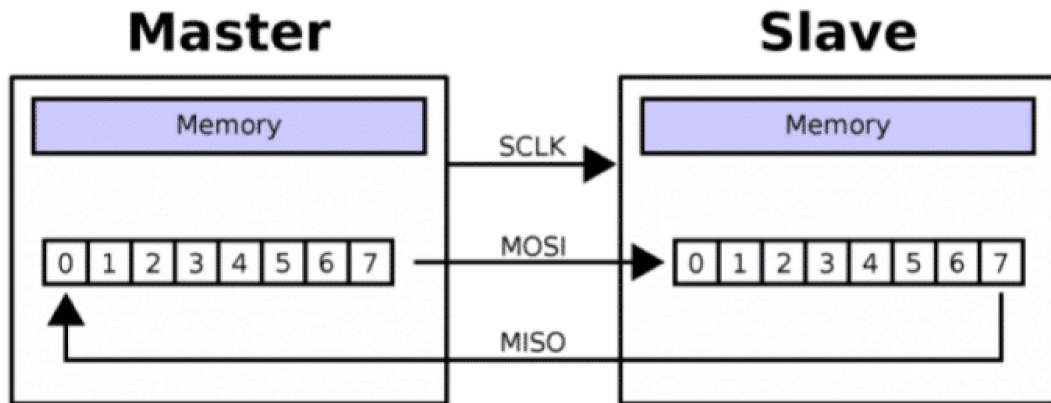 Master Slave
Memory Memory
SCLK
0 1 2 3 4 5 6 7 MOSI 0 1 2 3 4 5 6 7
MISO